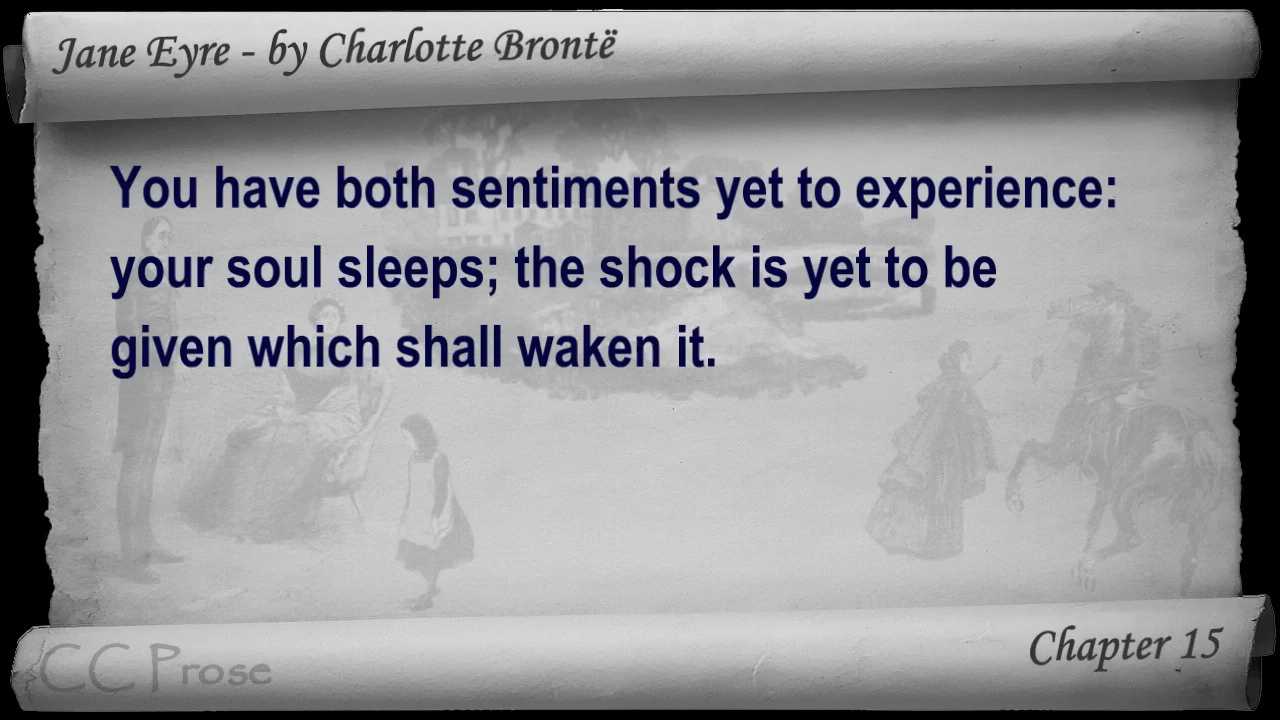 Jane Eyre - by Charlotte Brontë
You have both sentiments yet to experience:
your soul sleeps; the shock is yet to be
given which shall waken it.
Chapter 15
CC Prose